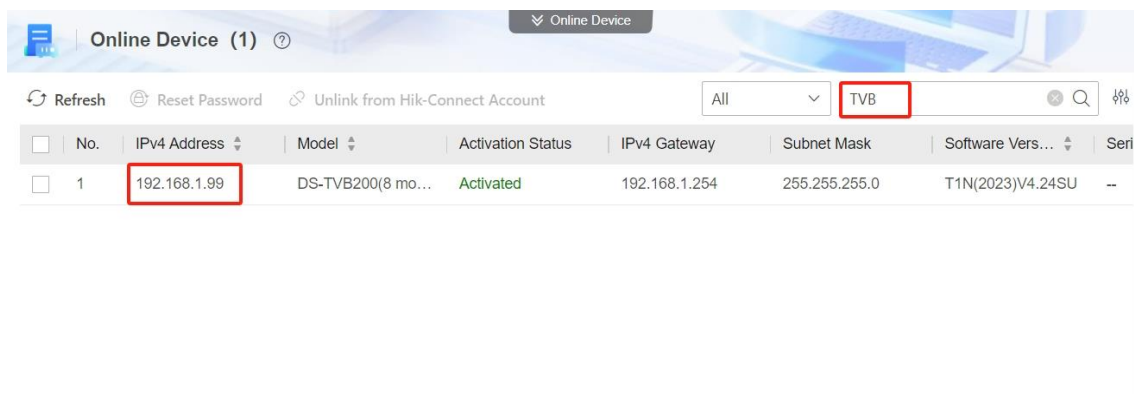 Online Device
Online Device (1)
Refresh Reset Password Unlink from Hik-Connect Account All TVB
No. IPv4 Address Model Activation Status IPv4 Gateway Subnet Mask Software Vers... Seri
1 192.168.1.99 DS-TVB200(8 mo... Activated 192.168.1.254 255.255.255.0 T1N(2023)V4.24SU --